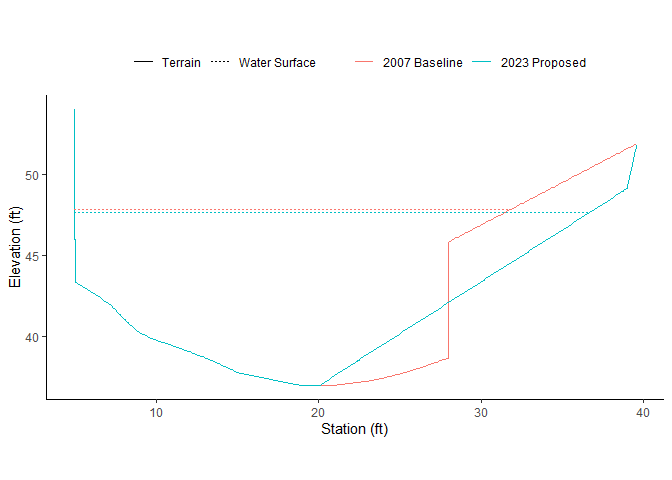 Terrain Water Surface 2007 Baseline 2023 Proposed
50
45
40
Elevation (ft)
10 20 30 40
Station (ft)